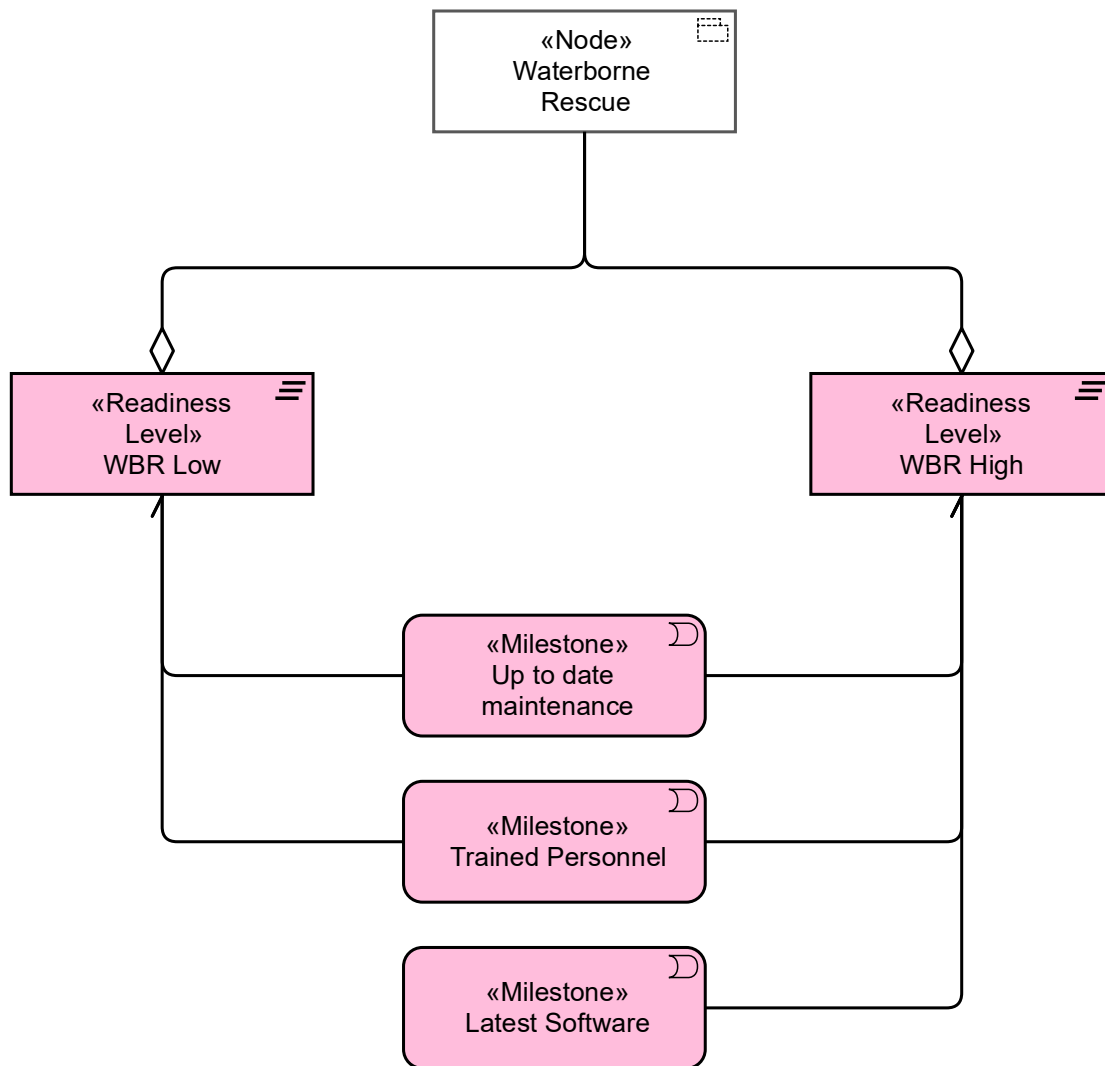 «Node»
Waterborne
Rescue
«Readiness
Level»
WBR Low
«Readiness
Level»
WBR High
«Milestone»
Up to date
maintenance
«Milestone»
Trained Personnel
«Milestone»
Latest Software